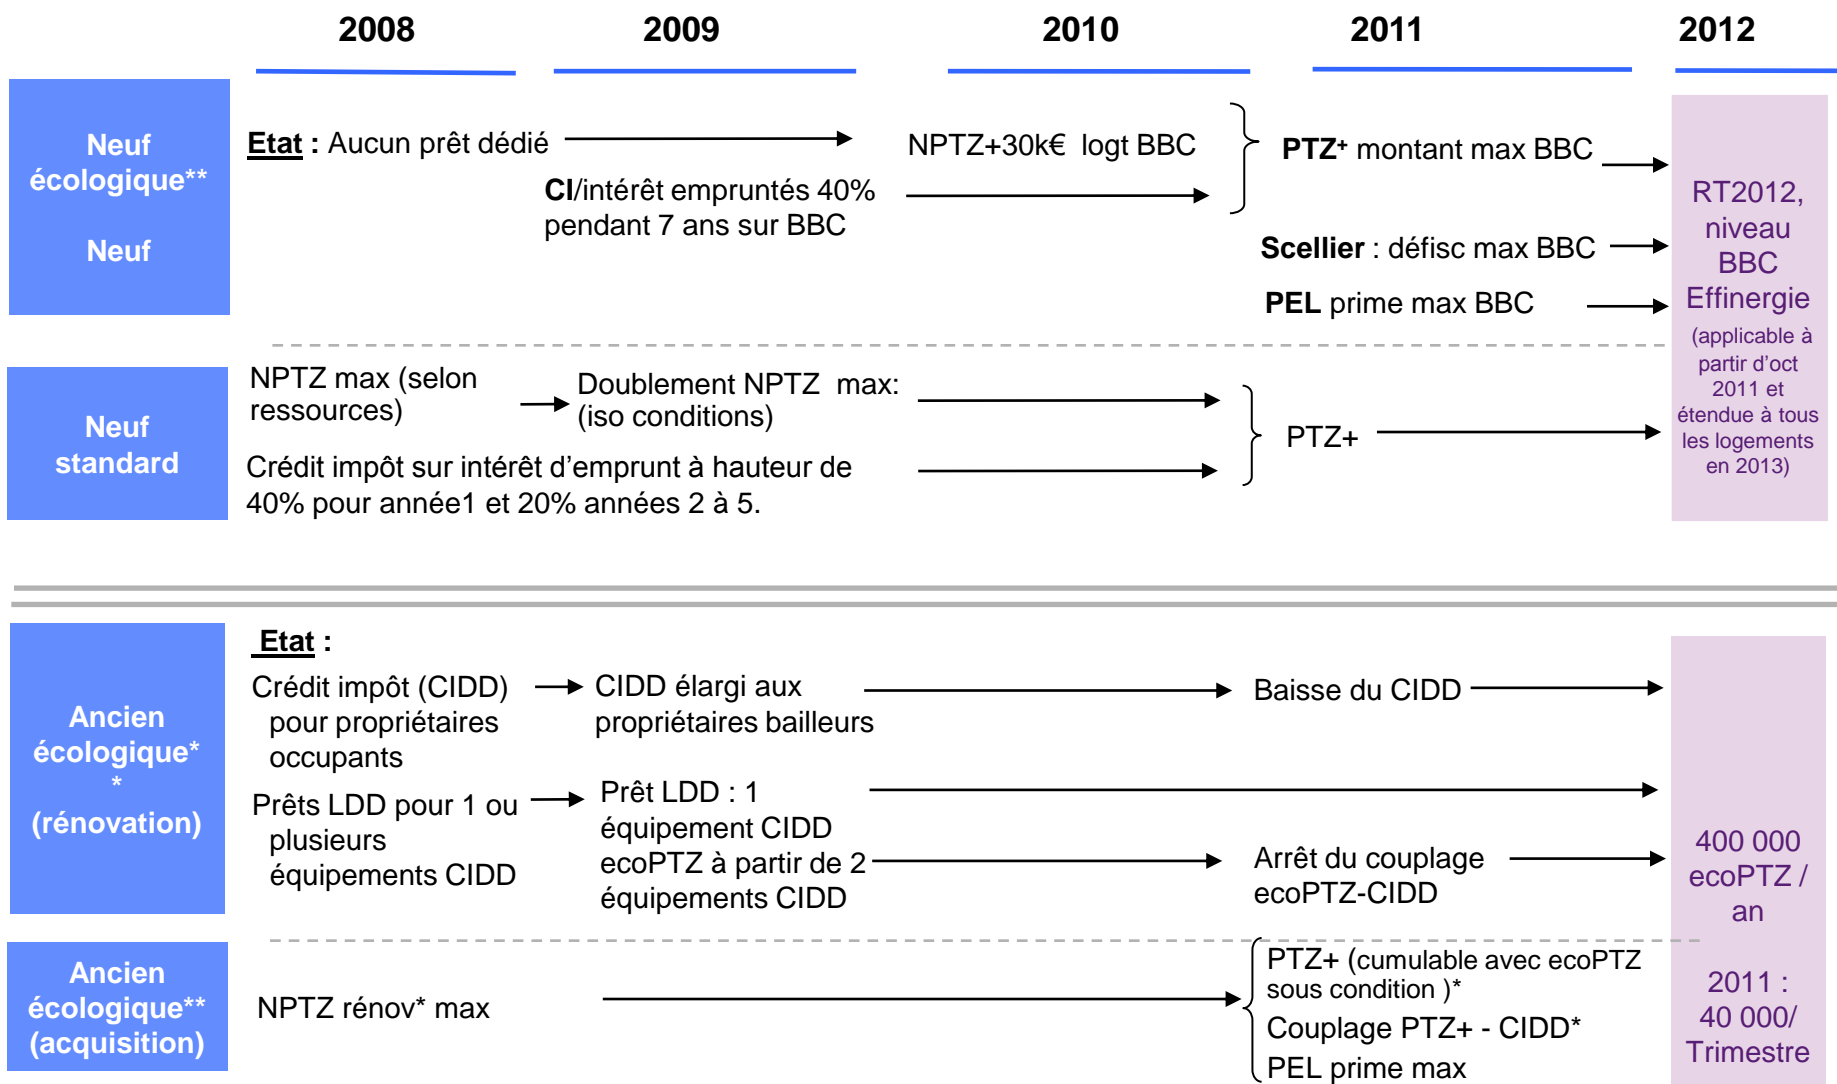 2008
2009
2010
2011
2012
Neuf
écologique**
Neuf
Etat : Aucun prêt dédié
NPTZ+30k€ logt BBC
CI/intérêt empruntés 40%
pendant 7 ans sur BBC
PTZ+ montant max BBC
Scellier : défisc max BBC
PEL prime max BBC
RT2012,
niveau
BBC
Effinergie
(applicable à
partir d'oct
2011 et
étendue à tous
les logements
en 2013)
Neuf
standard
NPTZ max (selon
ressources)
Doublement NPTZ max:
(iso conditions)
Crédit impôt sur intérêt d'emprunt à hauteur de
40% pour année1 et 20% années 2 à 5.
PTZ+
Ancien
écologique*
*
(rénovation)
Etat :
Crédit impôt (CIDD)
pour propriétaires
occupants
CIDD élargi aux
propriétaires bailleurs
Baisse du CIDD
Prêts LDD pour 1 ou
plusieurs
équipements CIDD
Prêt LDD : 1
équipement CIDD
ecoPTZ à partir de 2
équipements CIDD
Arrêt du couplage
ecoPTZ-CIDD
400 000
ecoPTZ /
an
Ancien
écologique**
(acquisition)
NPTZ rénov* max
PTZ+ (cumulable avec ecoPTZ
sous condition )*
Couplage PTZ+ - CIDD*
PEL prime max
2011 :
40 000/
Trimestre